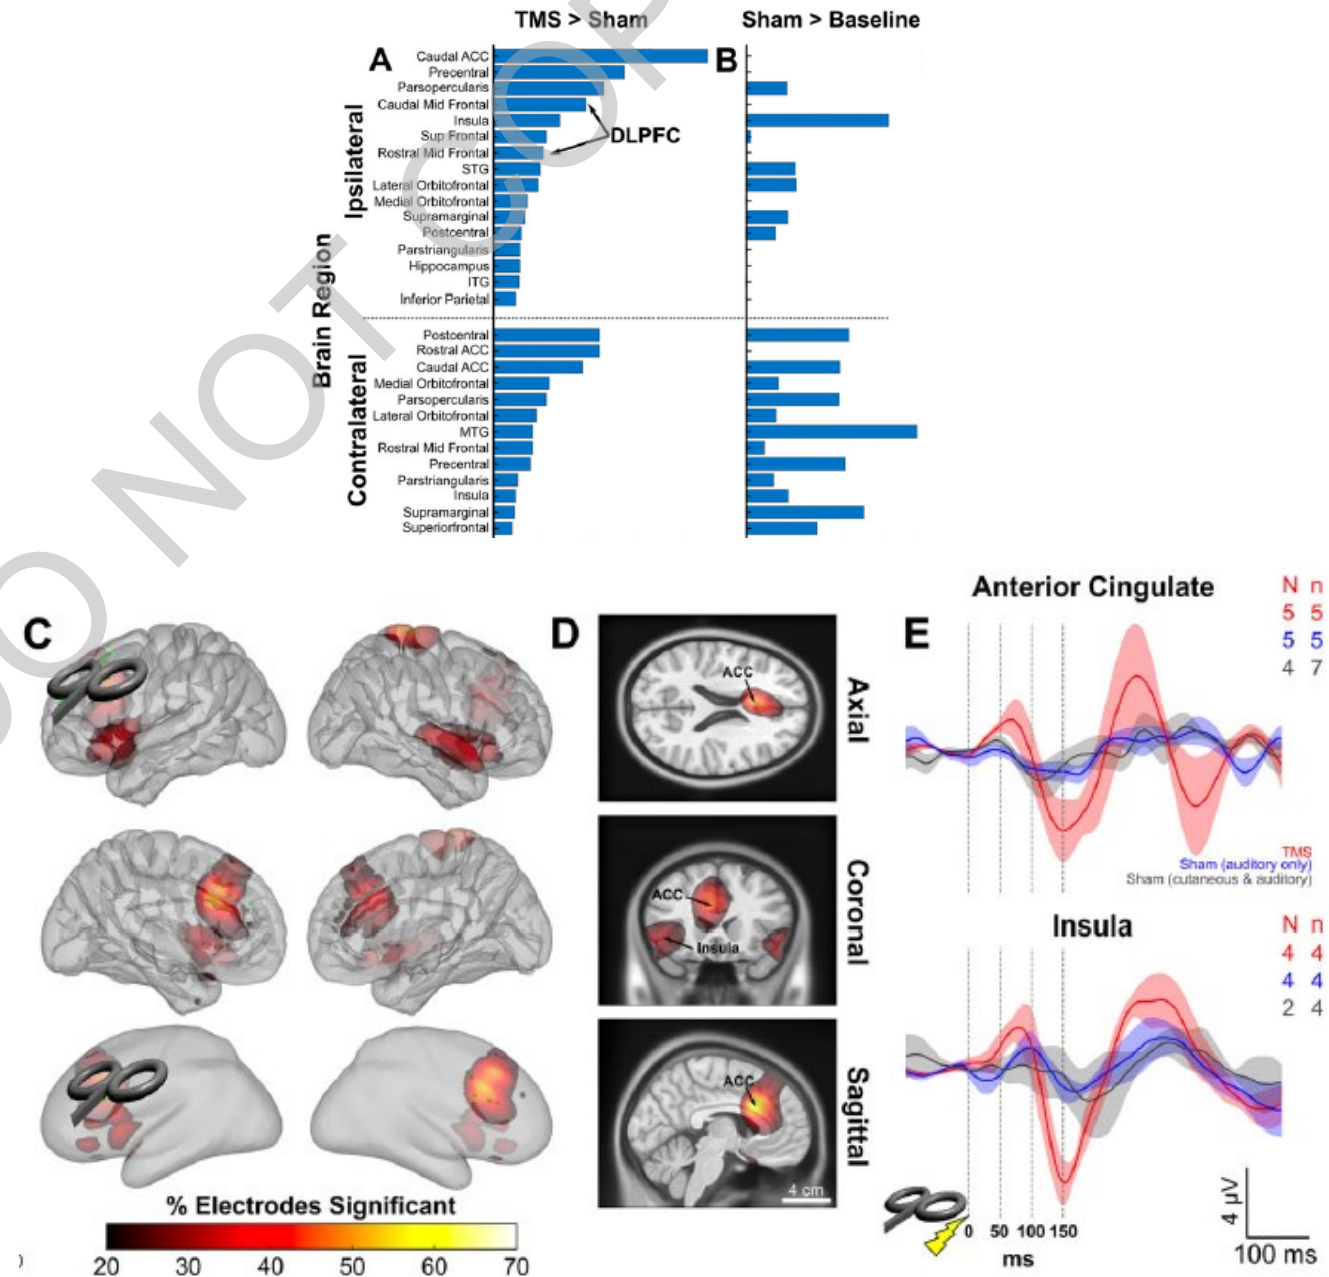 DO NOT COP
TMS > Sham
Sham > Baseline
A
B
Brain Region
Ipsilateral
Caudal ACC
Precentral
Parsopercularis
Caudal Mid Frontal
Insula
Sup Frontal
Rostral Mid Frontal
STG
Lateral Orbitofrontal
Medial Orbitofrontal
Supramarginal
Postcentral
Parstriangularis
Hippocampus
ITG
Inferior Parietal
DLPFC
Contralateral
Postcentral
Rostral ACC
Caudal ACC
Medial Orbitofrontal
Parsopercularis
Lateral Orbitofrontal
MTG
Rostral Mid Frontal
Precentral
Parstriangularis
Insula
Supramarginal
Superiorfrontal
C
% Electrodes Significant
20 30 40 50 60 70
D
ACC
Axial
ACC
Insula
Coronal
ACC
4 cm
Sagittal
E
Anterior Cingulate
N n
5 5
5 5
4 7
TMS
Sham (auditory only)
Sham (cutaneous & auditory)
Insula
N n
4 4
4 4
2 4
0 50 100 150
ms
4 µV
100 ms